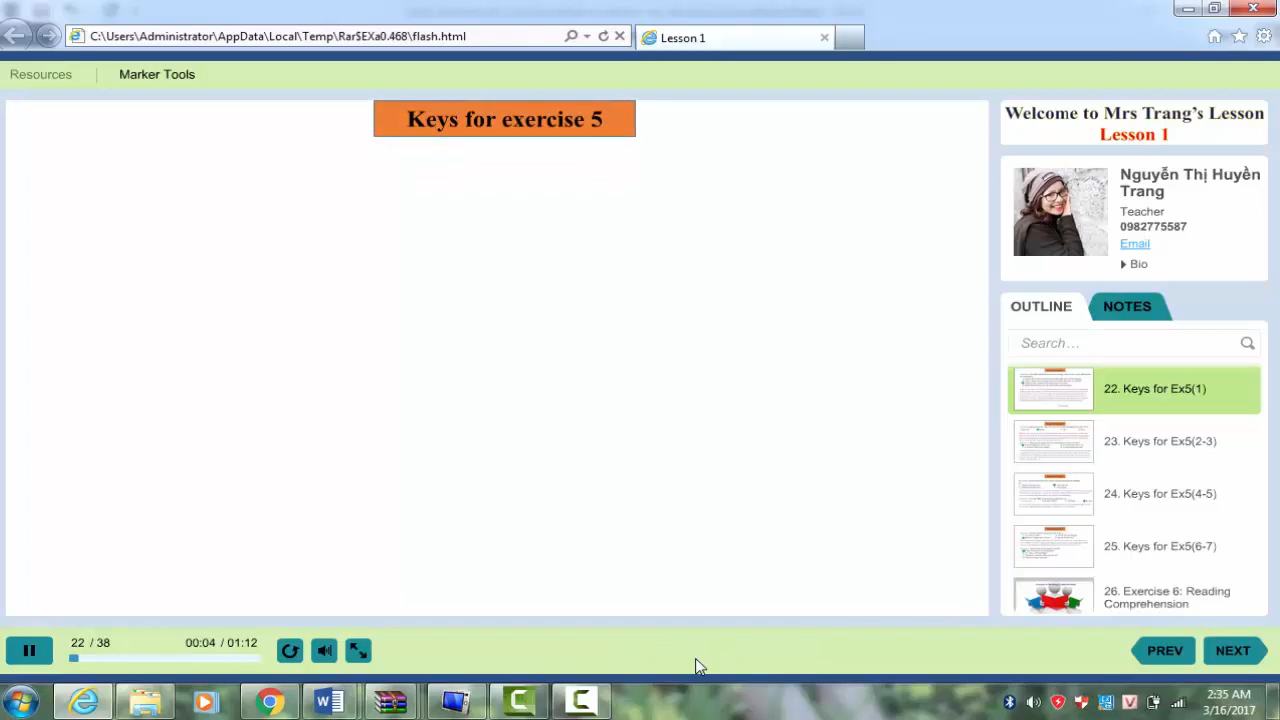 C:\Users\Administrator\AppData\Local\Temp\Rar$EXa0.468\flash.html
Lesson 1
Resources
Marker Tools
Keys for exercise 5
Welcome to Mrs Trang's Lesson
Lesson 1
Nguyễn Thị Huyền
Trang
Teacher
0982775587
Email
Bio
OUTLINE
NOTES
Search...
22. Keys for Ex5(1)
23. Keys for Ex5(2-3)
24. Keys for Ex5(4-5)
25. Keys for Ex5(6-7)
26. Exercise 6: Reading
Comprehension
22 / 38
00:04 / 01:12
PREV
NEXT
2:35 AM
3/16/2017